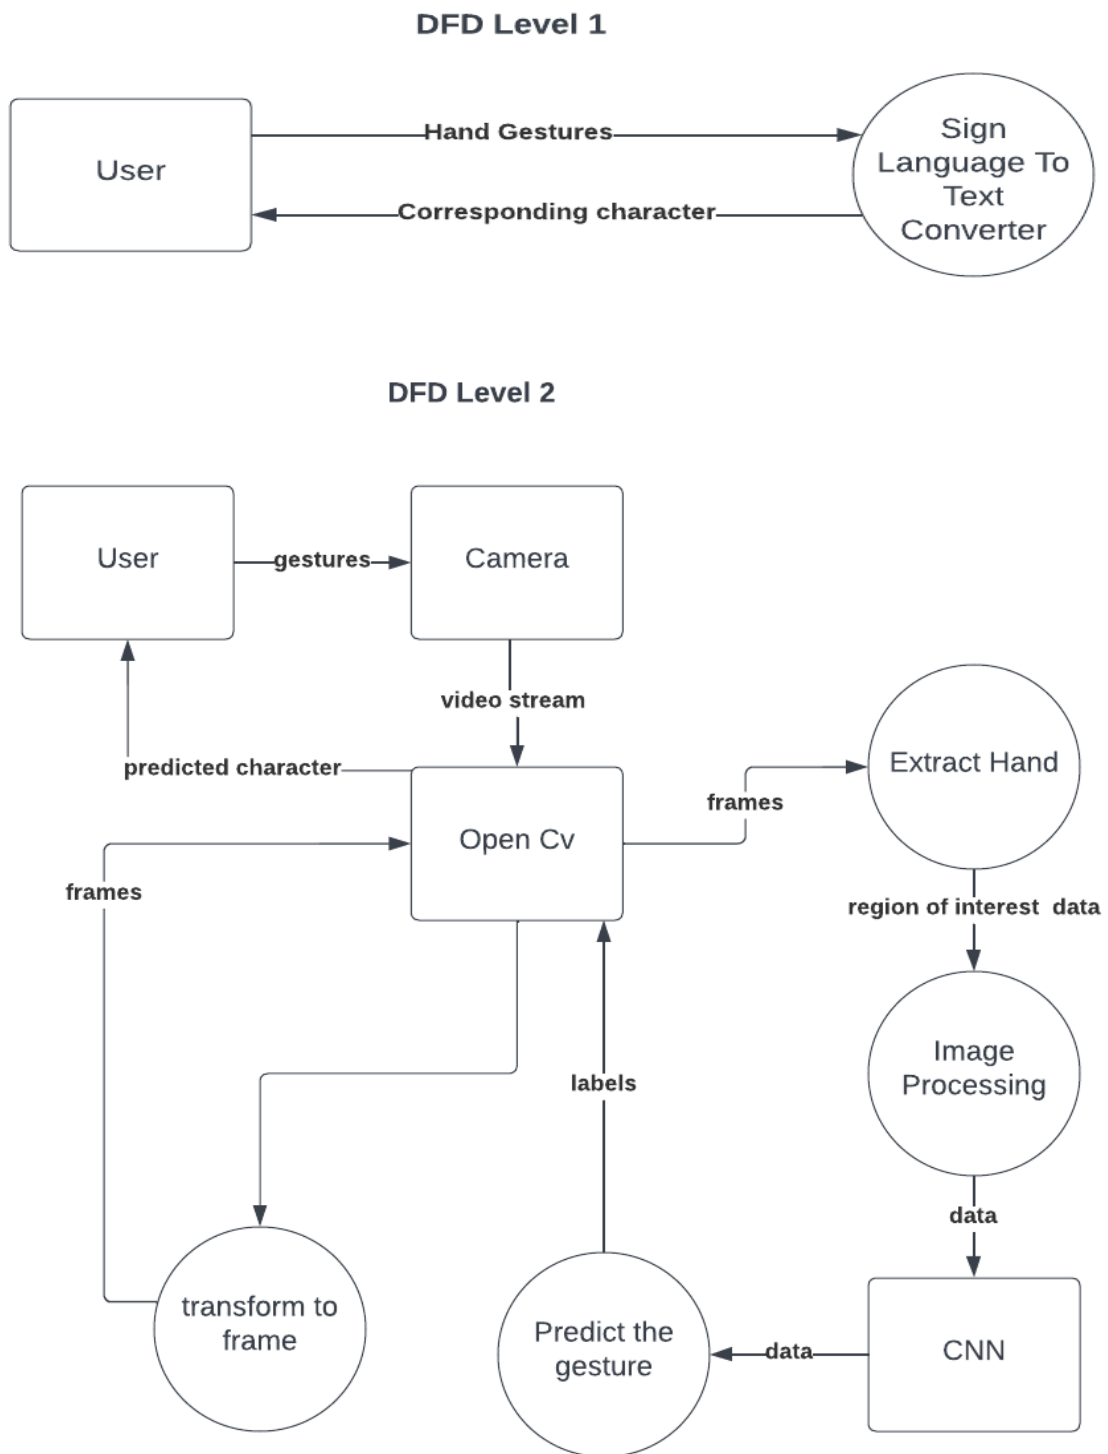 DFD Level 1
User
Hand Gestures
Corresponding character
Sign
Language To
Text
Converter
DFD Level 2
User
gestures
Camera
video stream
predicted character
Open Cv
frames
Extract Hand
frames
region of interest  data
Image
Processing
labels
data
transform to
frame
Predict the
gesture
data
CNN